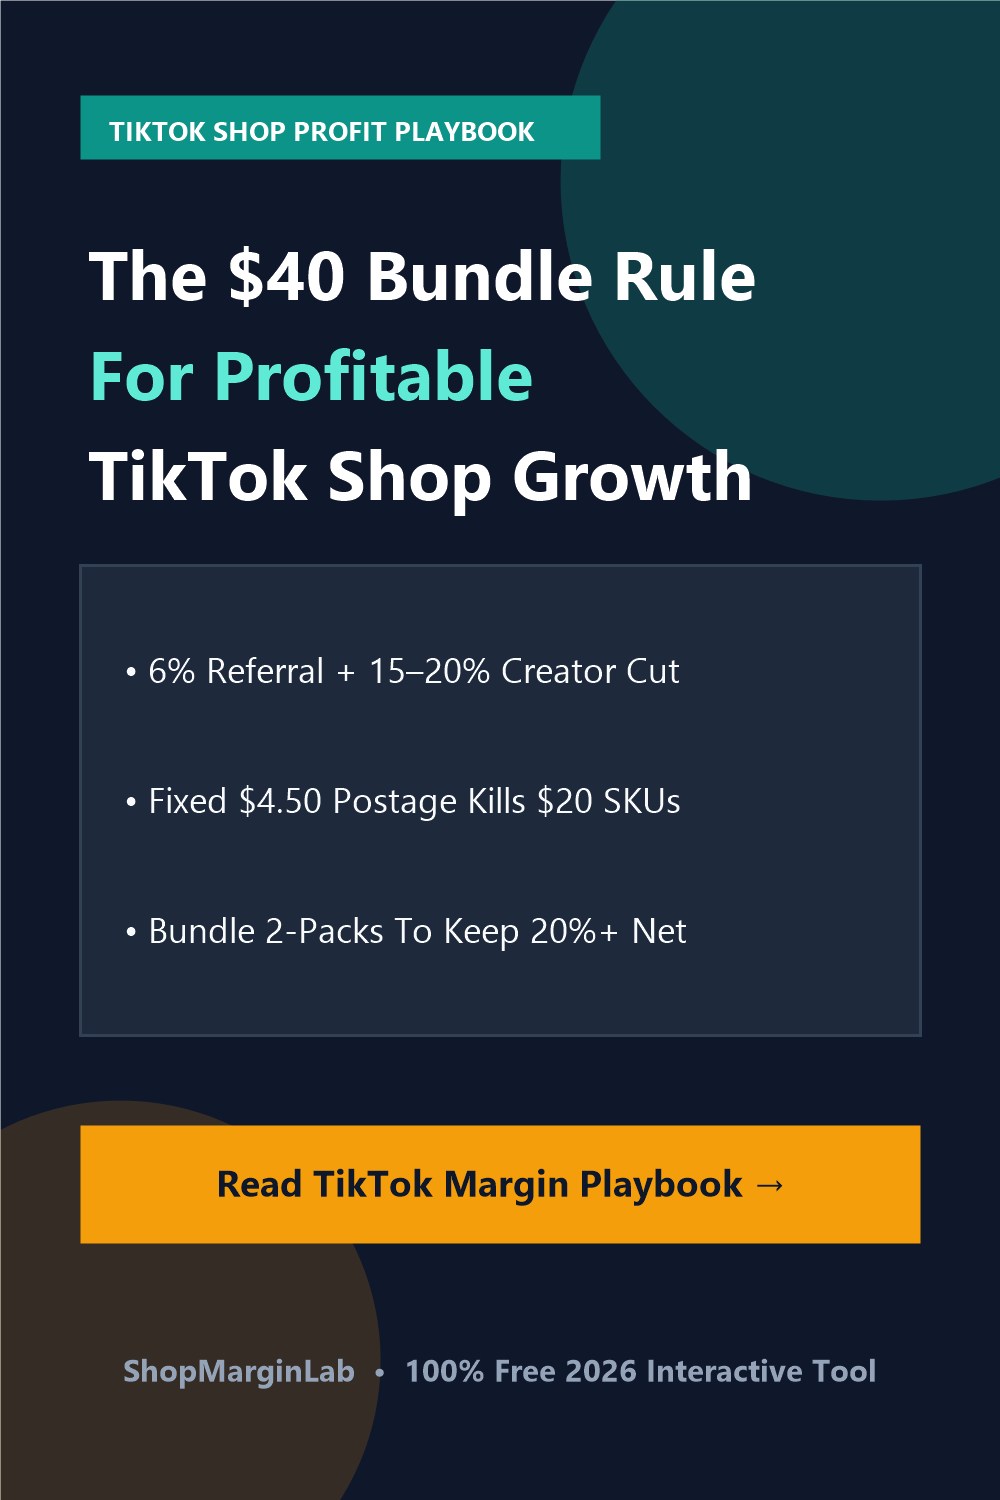 TIKTOK SHOP PROFIT PLAYBOOK
The $40 Bundle Rule
For Profitable
TikTok Shop Growth
• 6% Referral + 15–20% Creator Cut
• Fixed $4.50 Postage Kills $20 SKUs
• Bundle 2-Packs To Keep 20%+ Net
Read TikTok Margin Playbook →
ShopMarginLab • 100% Free 2026 Interactive Tool